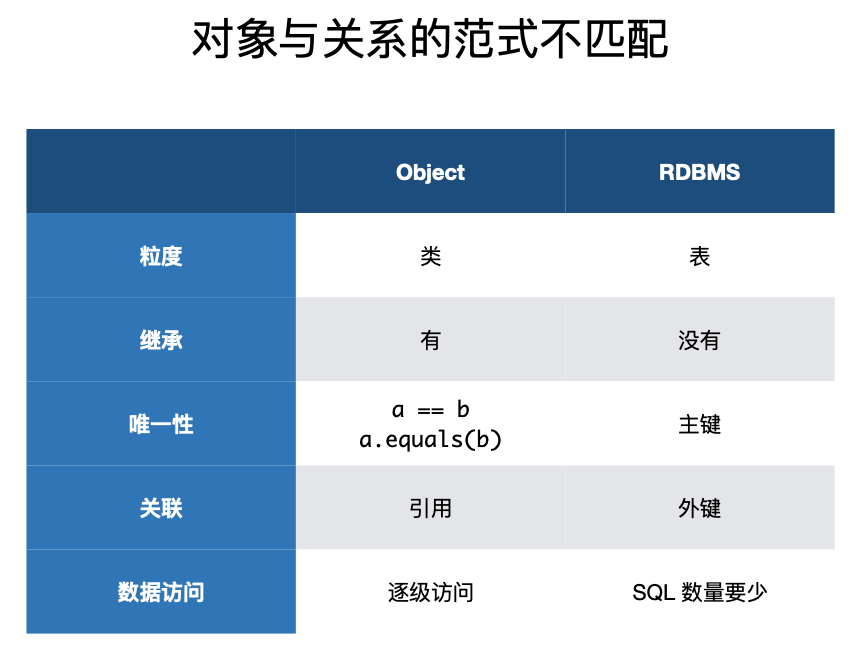 对象与关系的范式不匹配
Object RDBMS
粒度 类 表
继承 有 没有
唯一性 a == b 主键
a.equals(b)
关联 引用 外键
数据访问 逐级访问 SQL 数量要少